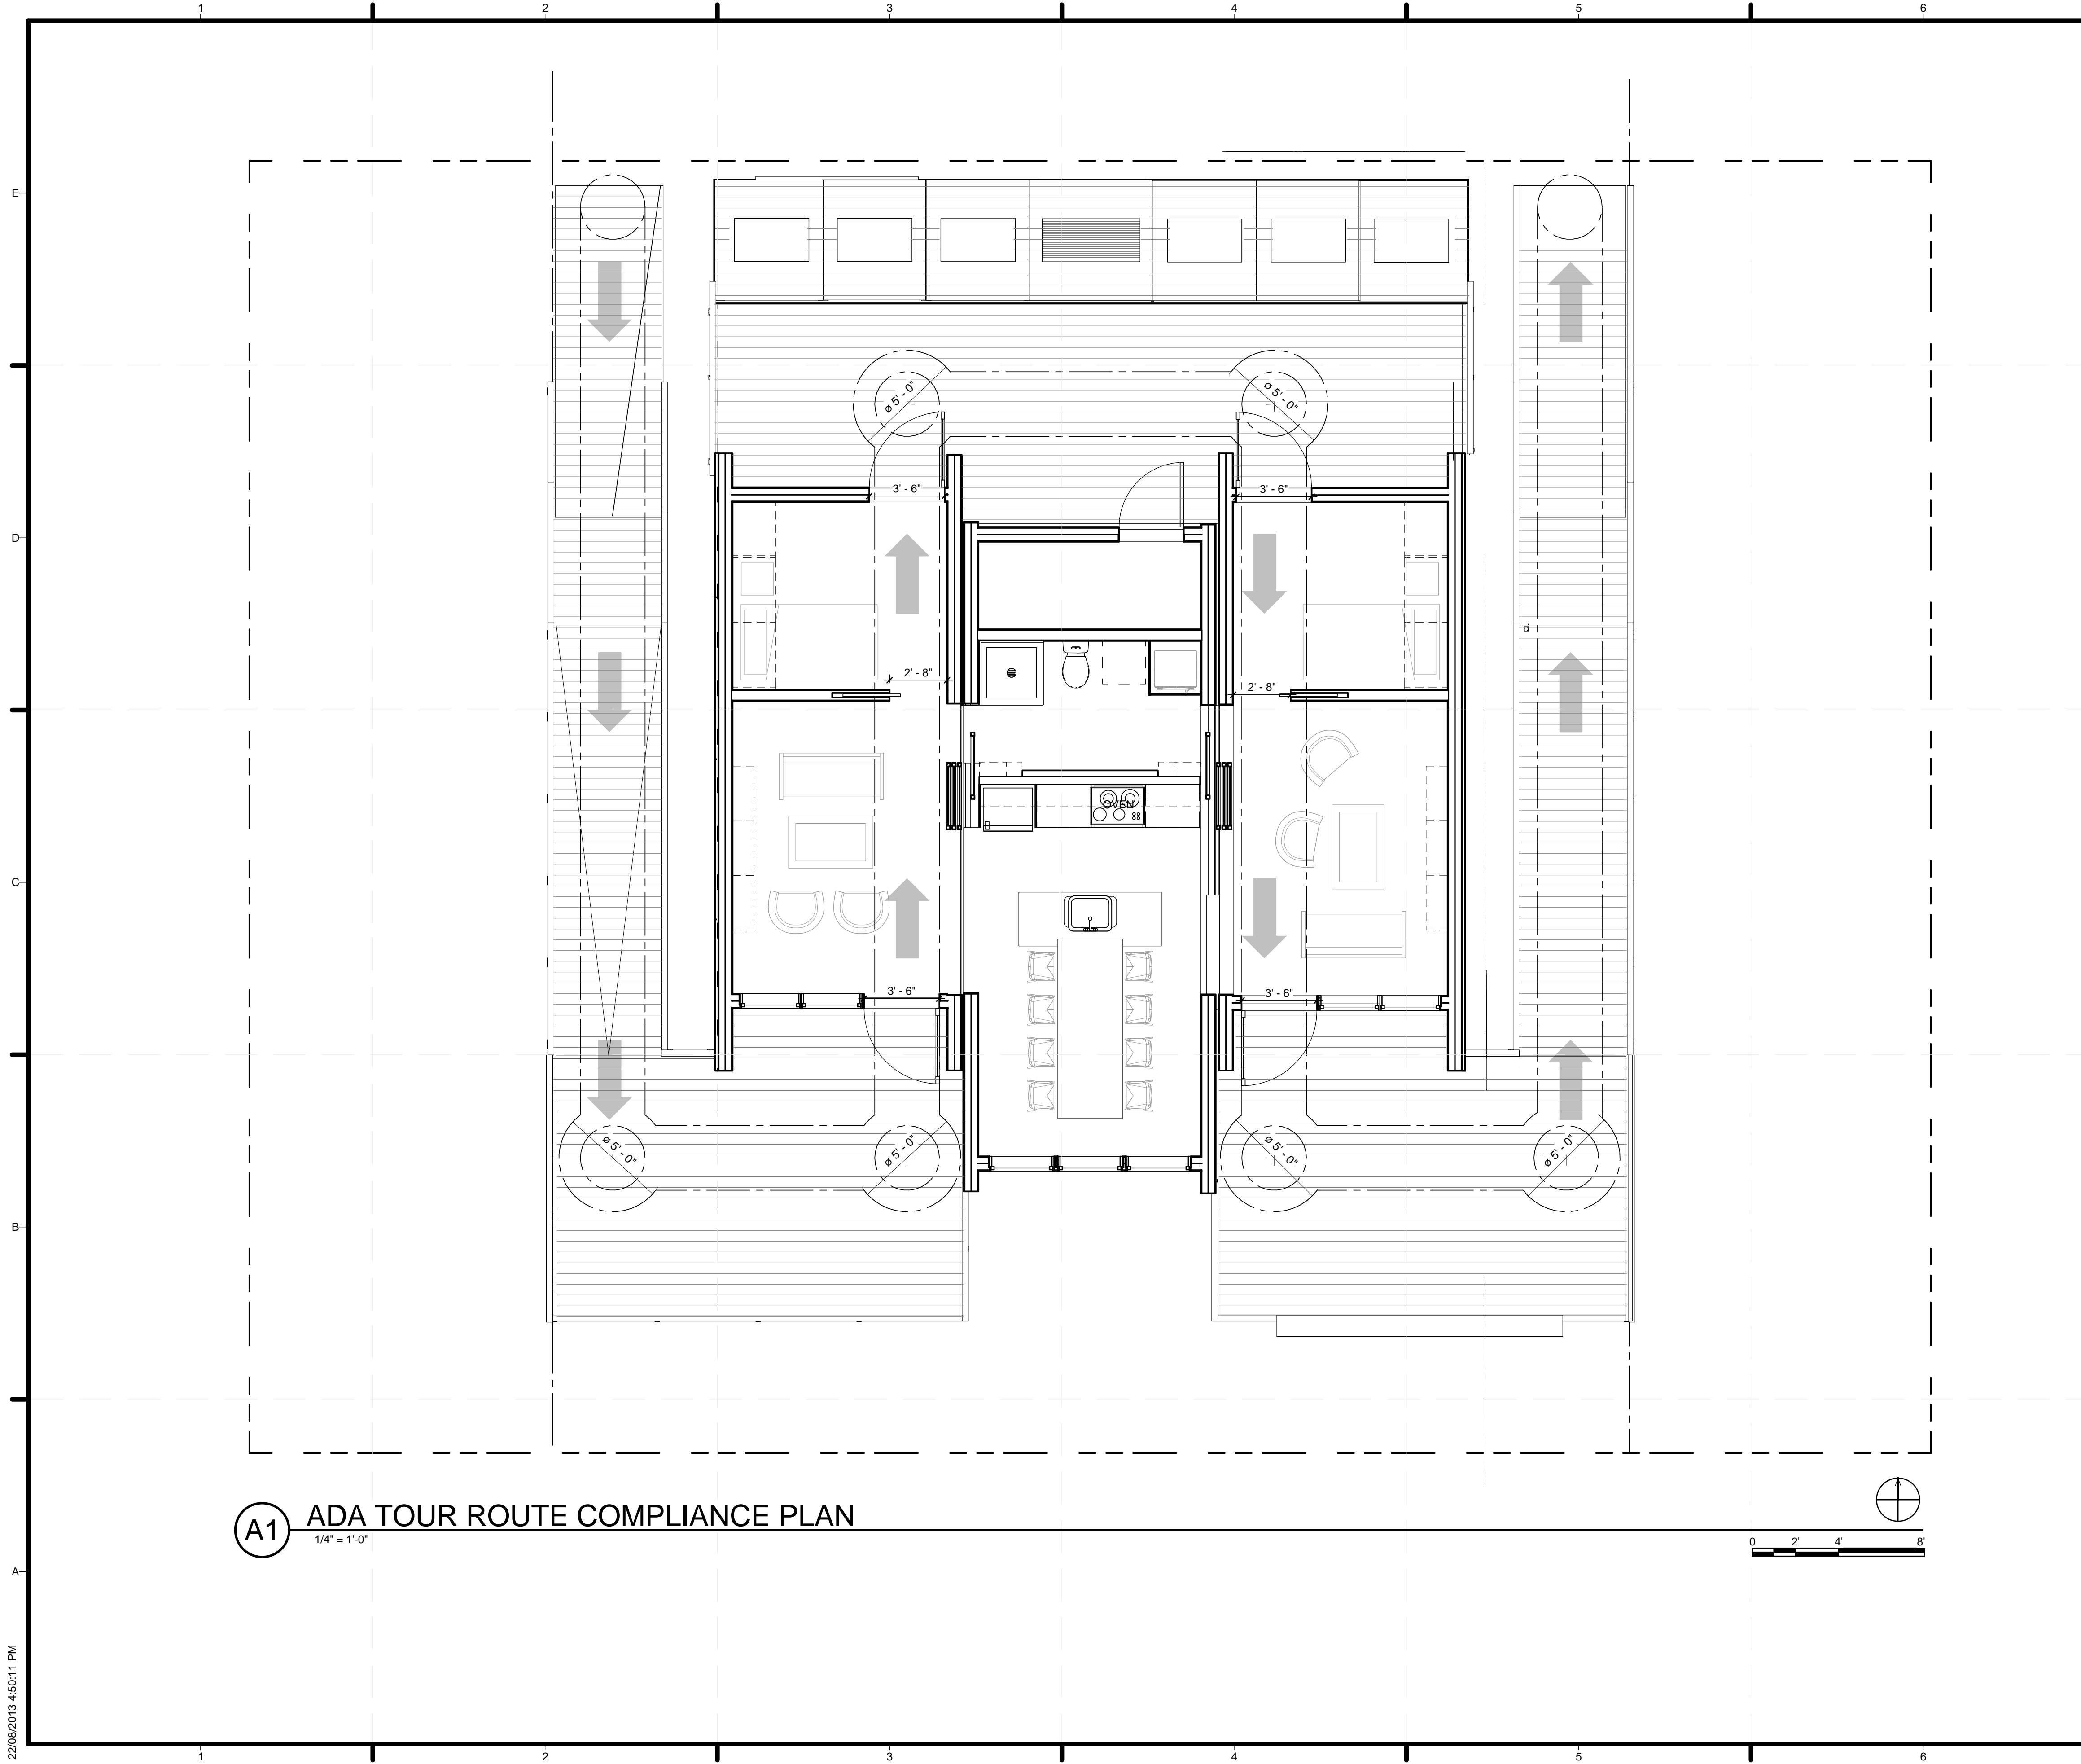 1 2 3 4 5 6
E
ø 5' - 0" ø 5' - 0"
3' - 6" 3' - 6"
D
2' - 8" 2' - 8"
OVEN
C
3' - 6" 3' - 6"
ø 5' - 0" ø 5' - 0" ø 5' - 0" ø 5' - 0"
B
A1 ADA TOUR ROUTE COMPLIANCE PLAN
1/4" = 1'-0"
0 2' 4' 8'
A
22/08/2013 4:50:11 PM
1 2 3 4 5 6